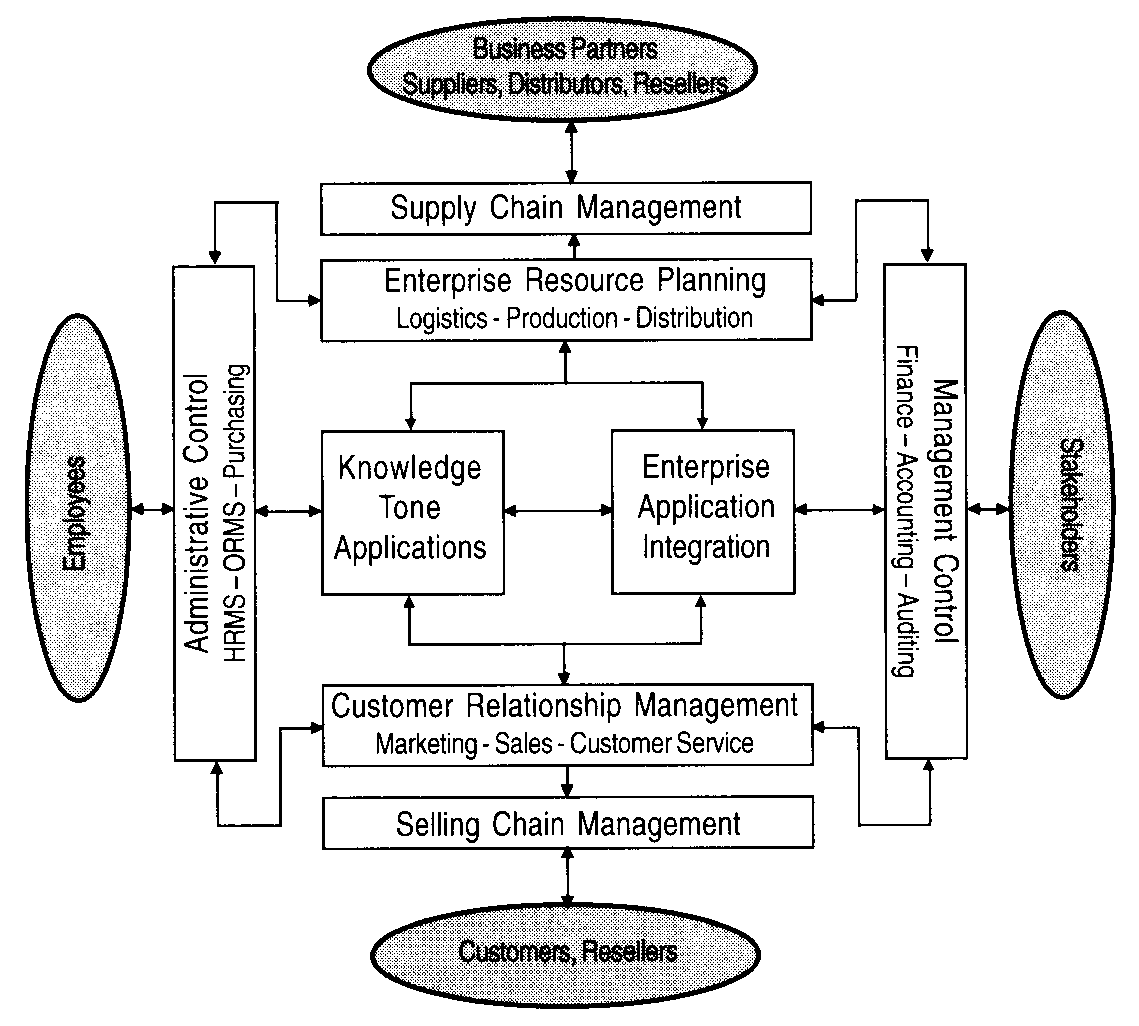 Business Partners
Suppliers, Distributors, Resellers
Supply Chain Management
Enterprise Resource Planning
Logistics - Production - Distribution
Employees
Administrative Control
HRMS – ORMS – Purchasing
Knowledge
Tone
Applications
Enterprise
Application
Integration
Management Control
Finance – Accounting – Auditing
Stakeholders
Customer Relationship Management
Marketing - Sales - Customer Service
Selling Chain Management
Customers, Resellers